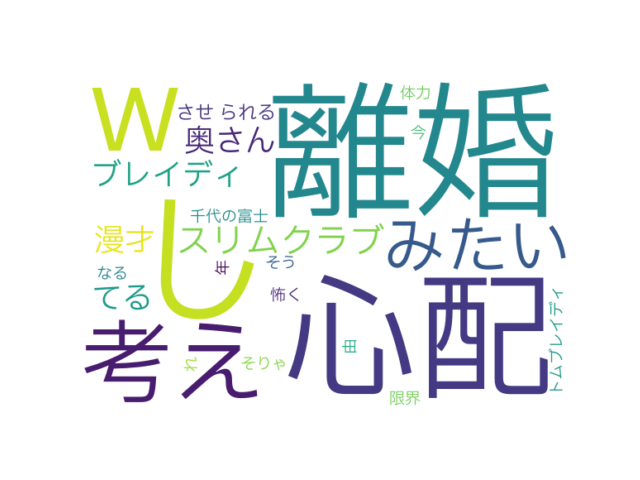 W
離婚
体力
させ られる
今
奥さん
ブレイディ
し
千代の富士
漫才
スリムクラブ
みたい
なる
年
そう
てる
怖く
心配
考え
トムブレイディ
由
れ
そりゃ
限界